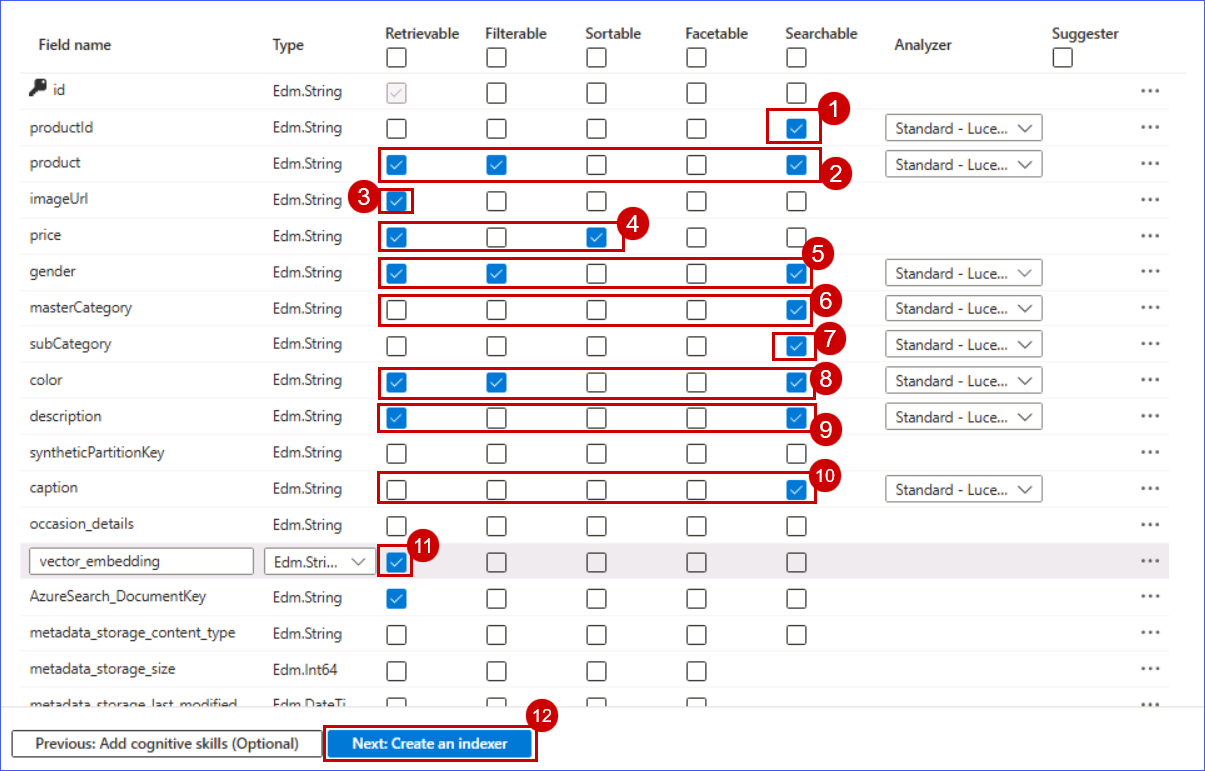 Field name Type Retrievable Filterable Sortable Facetable Searchable Analyzer Suggester
id Edm.String ...
1
productId Edm.String Standard - Luce... ...
product Edm.String Standard - Luce... ...
2
3
imageUrl Edm.String ...
4
price Edm.String ...
5
gender Edm.String Standard - Luce... ...
6
masterCategory Edm.String Standard - Luce... ...
7
subCategory Edm.String Standard - Luce... ...
color Edm.String 8 Standard - Luce... ...
description Edm.String Standard - Luce... ...
9
syntheticPartitionKey Edm.String ...
10
caption Edm.String Standard - Luce... ...
occasion_details Edm.String ...
11
vector_embedding Edm.Stri... ...
AzureSearch_DocumentKey Edm.String ...
metadata_storage_content_type Edm.String ...
metadata_storage_size Edm.Int64 ...
metadata_storage_last_modified Edm.DateTi... ...
12
Previous: Add cognitive skills (Optional) Next: Create an indexer